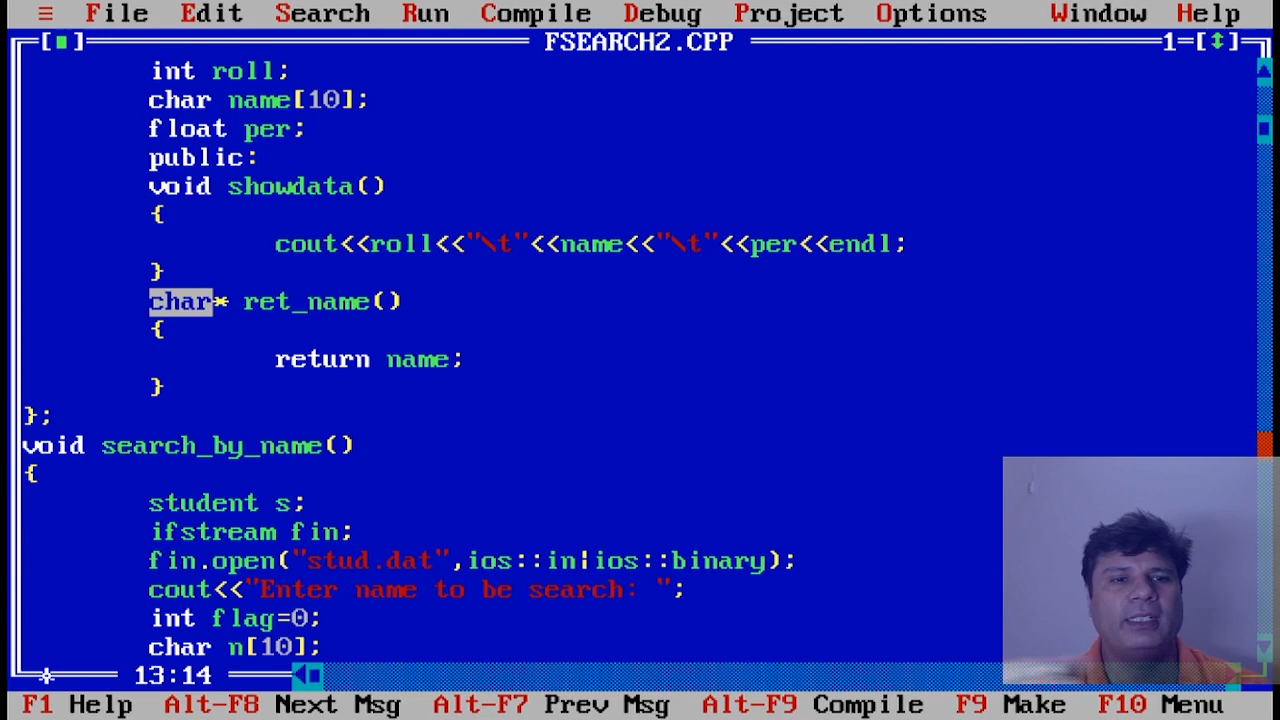 ≡ File Edit Search Run Compile Debug Project Options Window Help
[■] FSEARCH2.CPP 1=[↕]
int roll;
char name[10];
float per;
public:
void showdata()
{
cout<<roll<<"\t"<<name<<"\t"<<per<<endl;
}
char* ret_name()
{
return name;
}
};
void search_by_name()
{
student s;
ifstream fin;
fin.open("stud.dat",ios::in|ios::binary);
cout<<"Enter name to be search: ";
int flag=0;
char n[10];
13:14
F1 Help Alt-F8 Next Msg Alt-F7 Prev Msg Alt-F9 Compile F9 Make F10 Menu